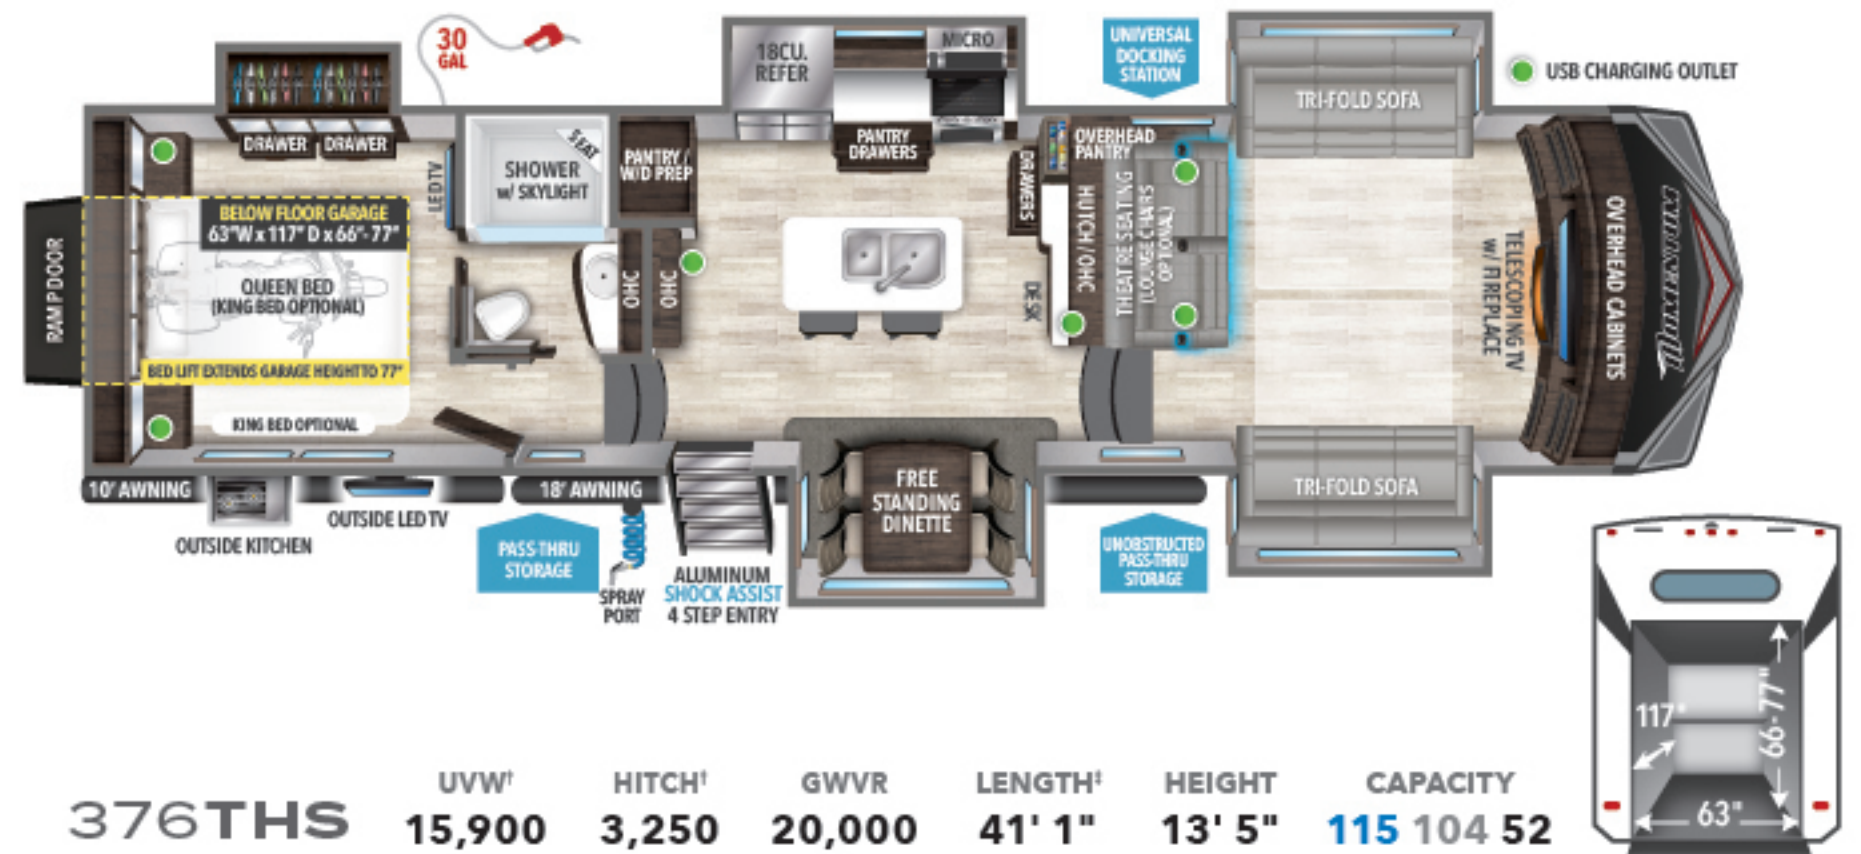 30
GAL
18CU.
REFER
MICRO
UNIVERSAL
DOCKING
STATION
USB CHARGING OUTLET
TRI-FOLD SOFA
DRAWER
DRAWER
LED TV
SEAT
SHOWER
w/ SKYLIGHT
PANTRY /
W/D PREP
PANTRY
DRAWERS
OVERHEAD
PANTRY
DRAWERS
HUTCH / OHC
THEATRE SEATING
(LOUNGE CHAIRS
OPTIONAL)
DESK
RAMP DOOR
BELOW FLOOR GARAGE
63"W x 117" D x 66"- 77"
QUEEN BED
(KING BED OPTIONAL)
BED LIFT EXTENDS GARAGE HEIGHT TO 77"
KING BED OPTIONAL
OHC
OHC
TELESCOPING TV
w/ FIREPLACE
OVERHEAD CABINETS
MOMENTUM
FREE
STANDING
DINETTE
TRI-FOLD SOFA
10' AWNING
18' AWNING
OUTSIDE KITCHEN
OUTSIDE LED TV
PASS-THRU
STORAGE
SPRAY
PORT
ALUMINUM
SHOCK ASSIST
4 STEP ENTRY
UNOBSTRUCTED
PASS-THRU
STORAGE
117"
66-77"
63"
376THS
UVW† HITCH† GWVR LENGTH‡ HEIGHT CAPACITY
15,900 3,250 20,000 41' 1" 13' 5" 115 104 52